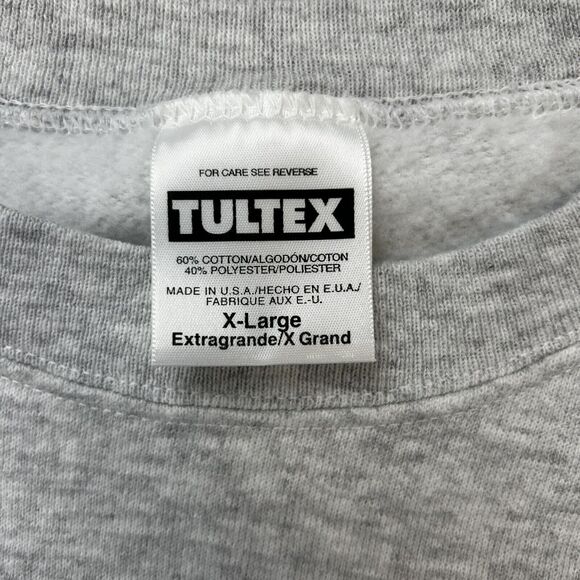 FOR CARE SEE REVERSE
TULTEX
60% COTTON/ALGODÓN/COTON
40% POLYESTER/POLIESTER
MADE IN U.S.A./HECHO EN E.U.A./
FABRIQUE AUX E.-U.
X-Large
Extragrande/X Grand